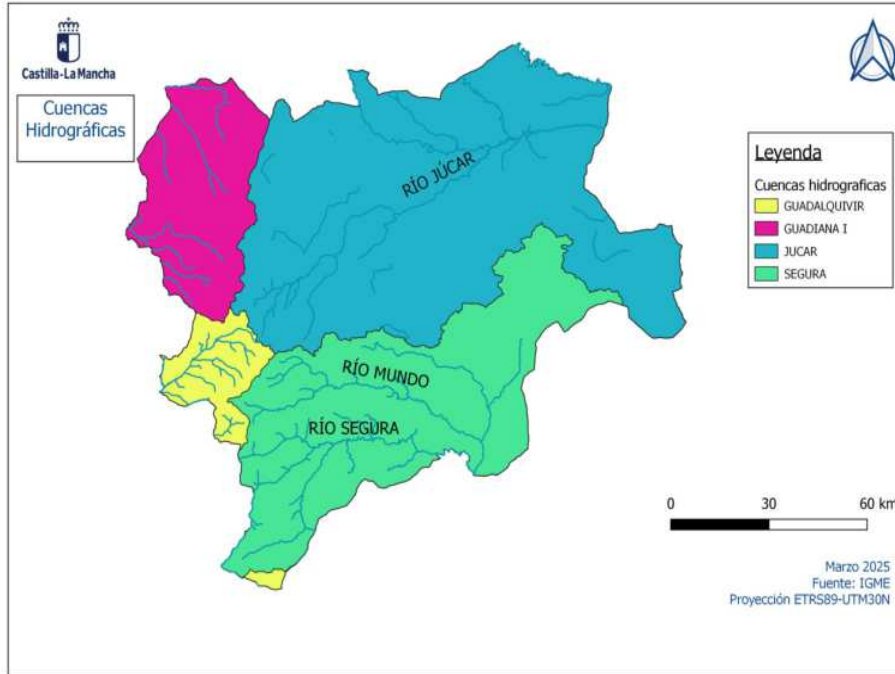 Castilla-La Mancha
Cuencas
Hidrográficas
RÍO JÚCAR
RÍO MUNDO
RÍO SEGURA
Leyenda
Cuencas hidrograficas
GUADALQUIVIR
GUADIANA I
JUCAR
SEGURA
0 30 60 km
Marzo 2025
Fuente: IGME
Proyección ETRS89-UTM30N